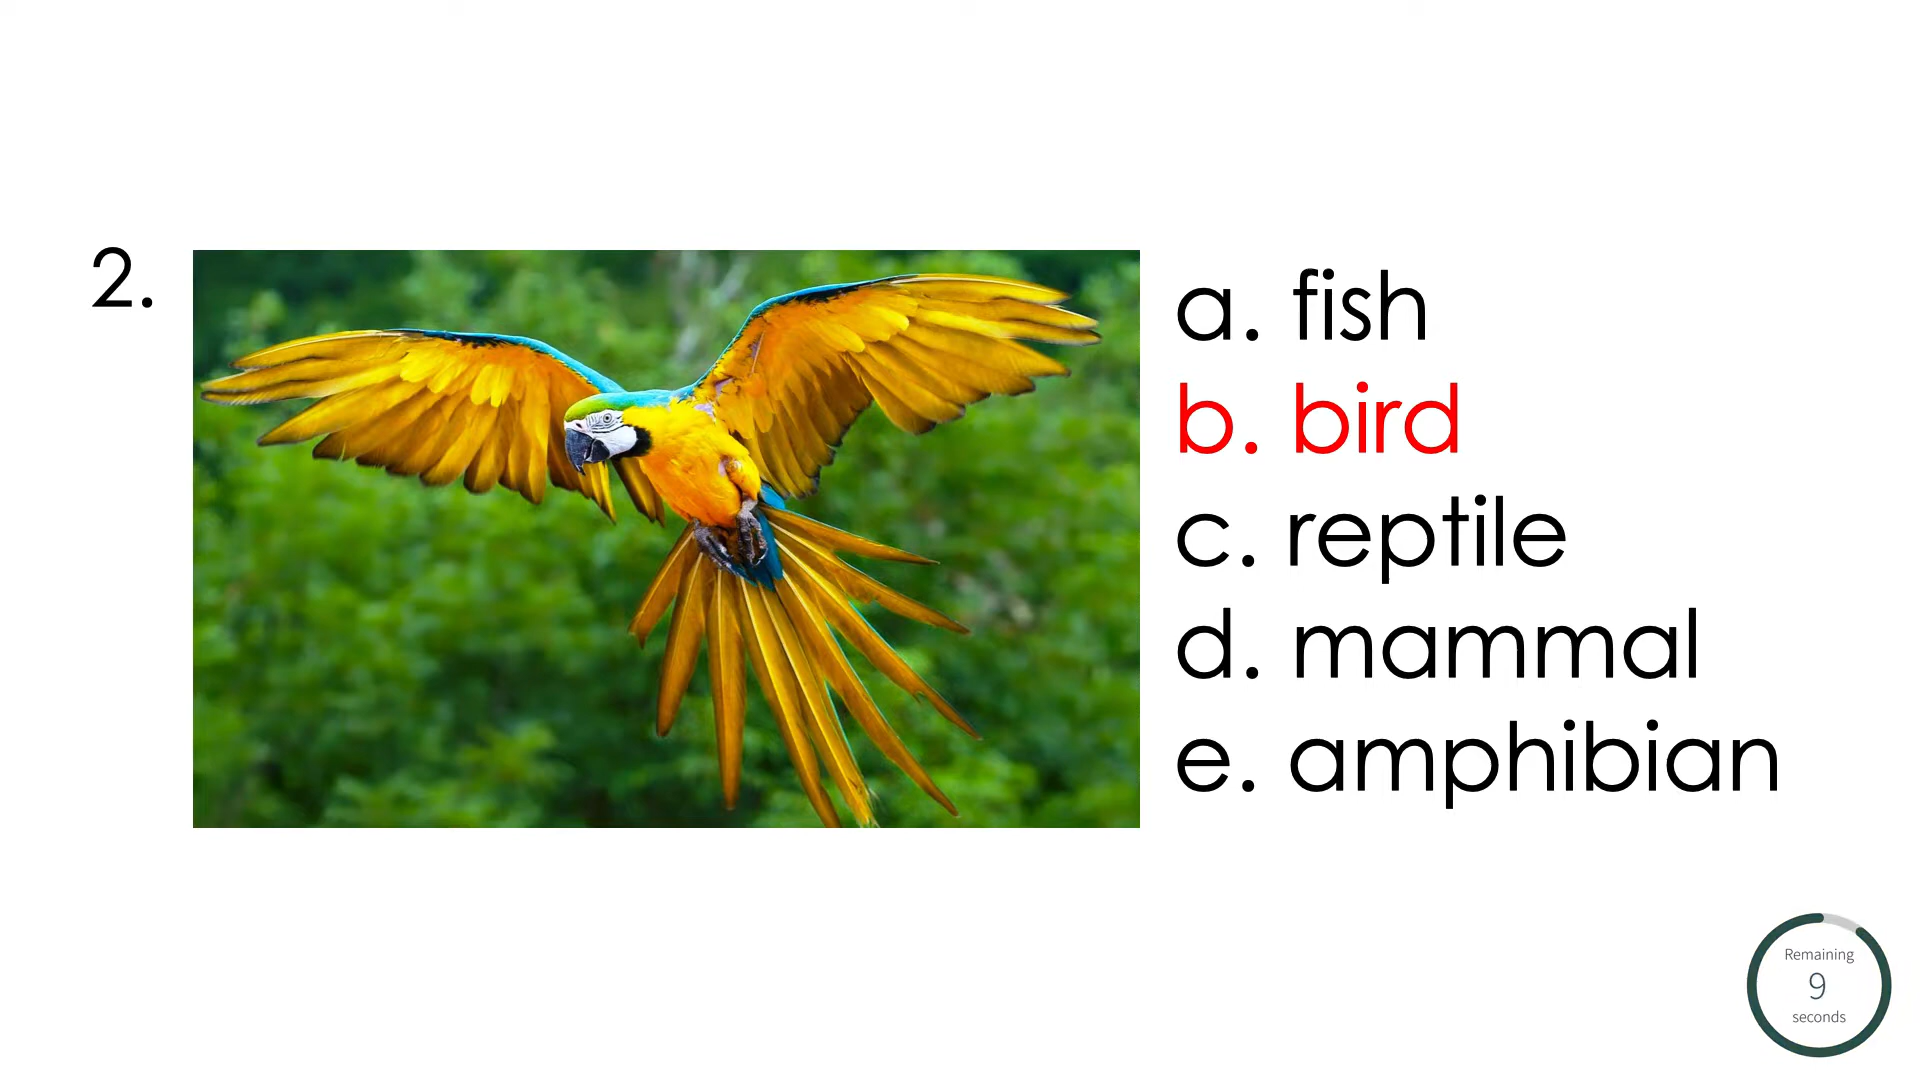 2.
a. fish
b. bird
c. reptile
d. mammal
e. amphibian
Remaining
9
seconds